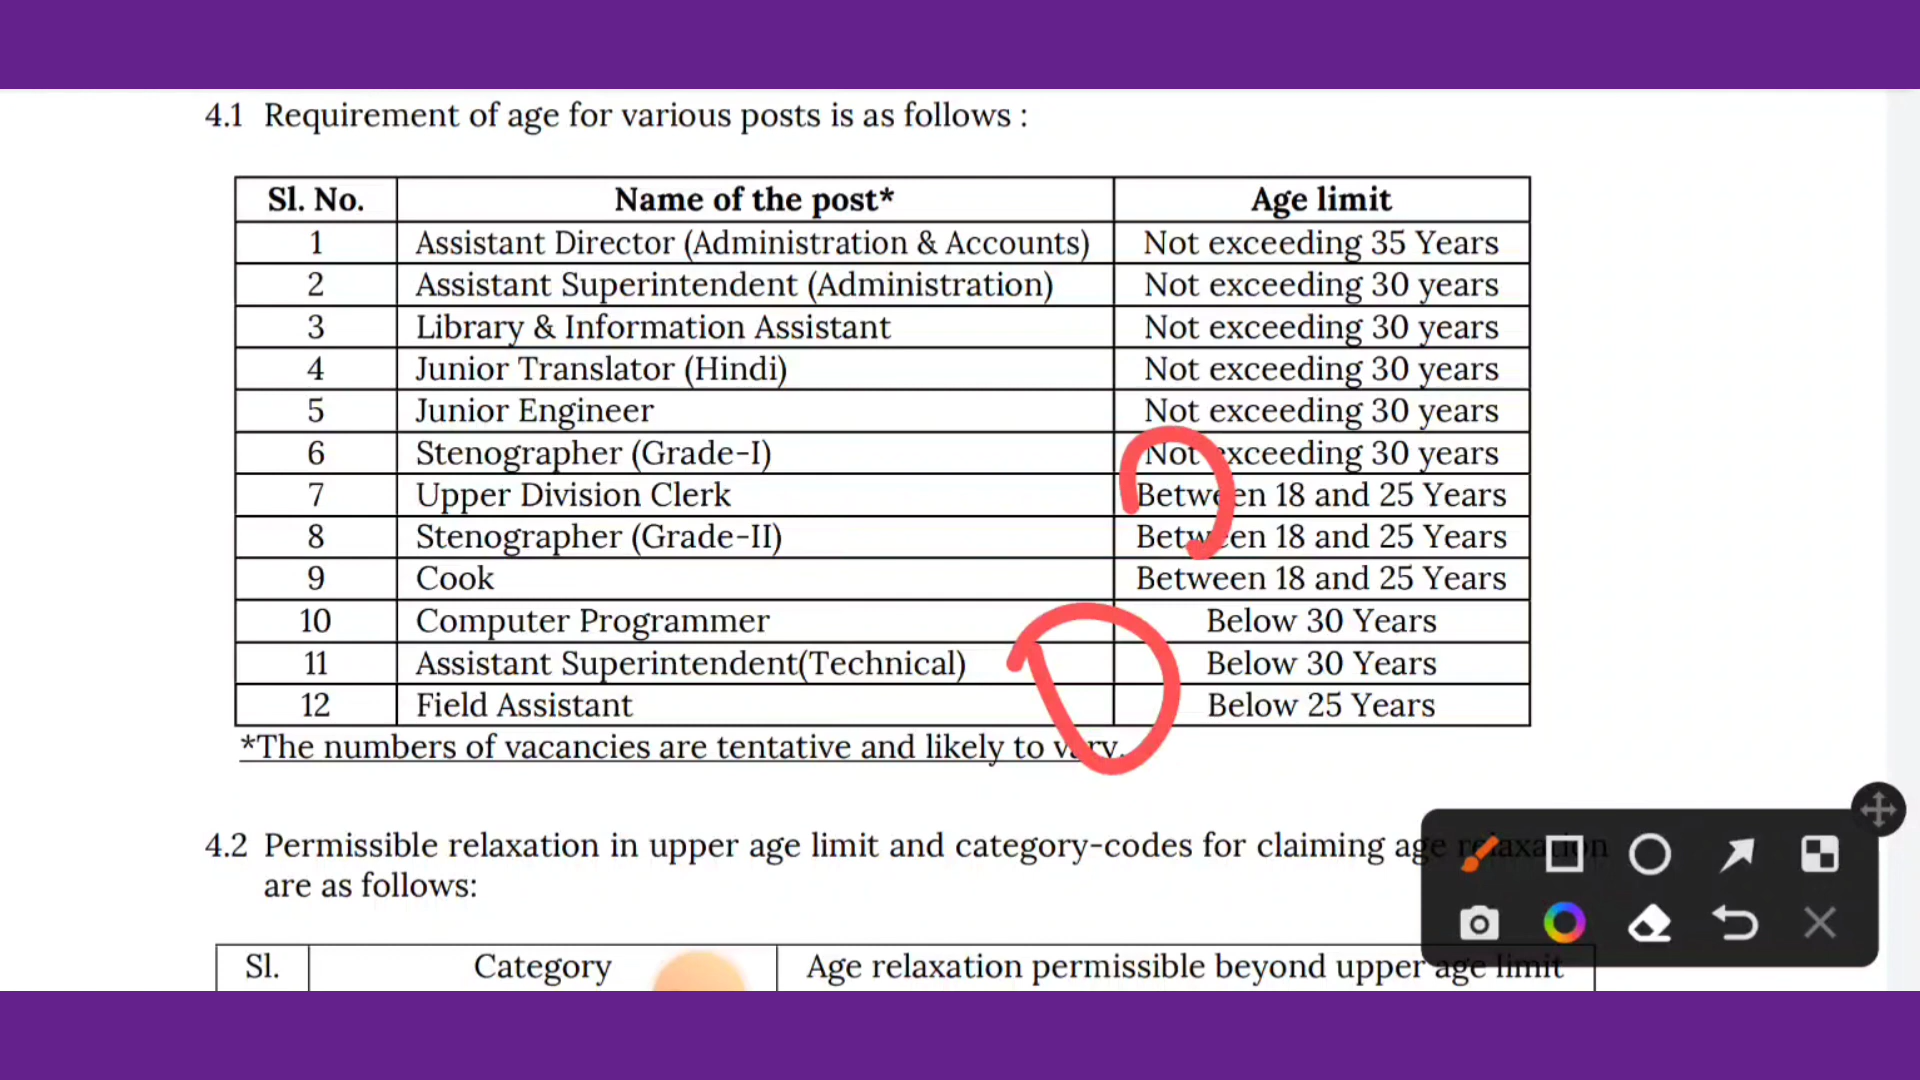 4.1 Requirement of age for various posts is as follows :
Sl. No. Name of the post* Age limit
1 Assistant Director (Administration & Accounts) Not exceeding 35 Years
2 Assistant Superintendent (Administration) Not exceeding 30 years
3 Library & Information Assistant Not exceeding 30 years
4 Junior Translator (Hindi) Not exceeding 30 years
5 Junior Engineer Not exceeding 30 years
6 Stenographer (Grade-I) Not exceeding 30 years
7 Upper Division Clerk Between 18 and 25 Years
8 Stenographer (Grade-II) Between 18 and 25 Years
9 Cook Between 18 and 25 Years
10 Computer Programmer Below 30 Years
11 Assistant Superintendent(Technical) Below 30 Years
12 Field Assistant Below 25 Years
*The numbers of vacancies are tentative and likely to vary.
4.2 Permissible relaxation in upper age limit and category-codes for claiming age relaxation
are as follows:
Sl. Category Age relaxation permissible beyond upper age limit